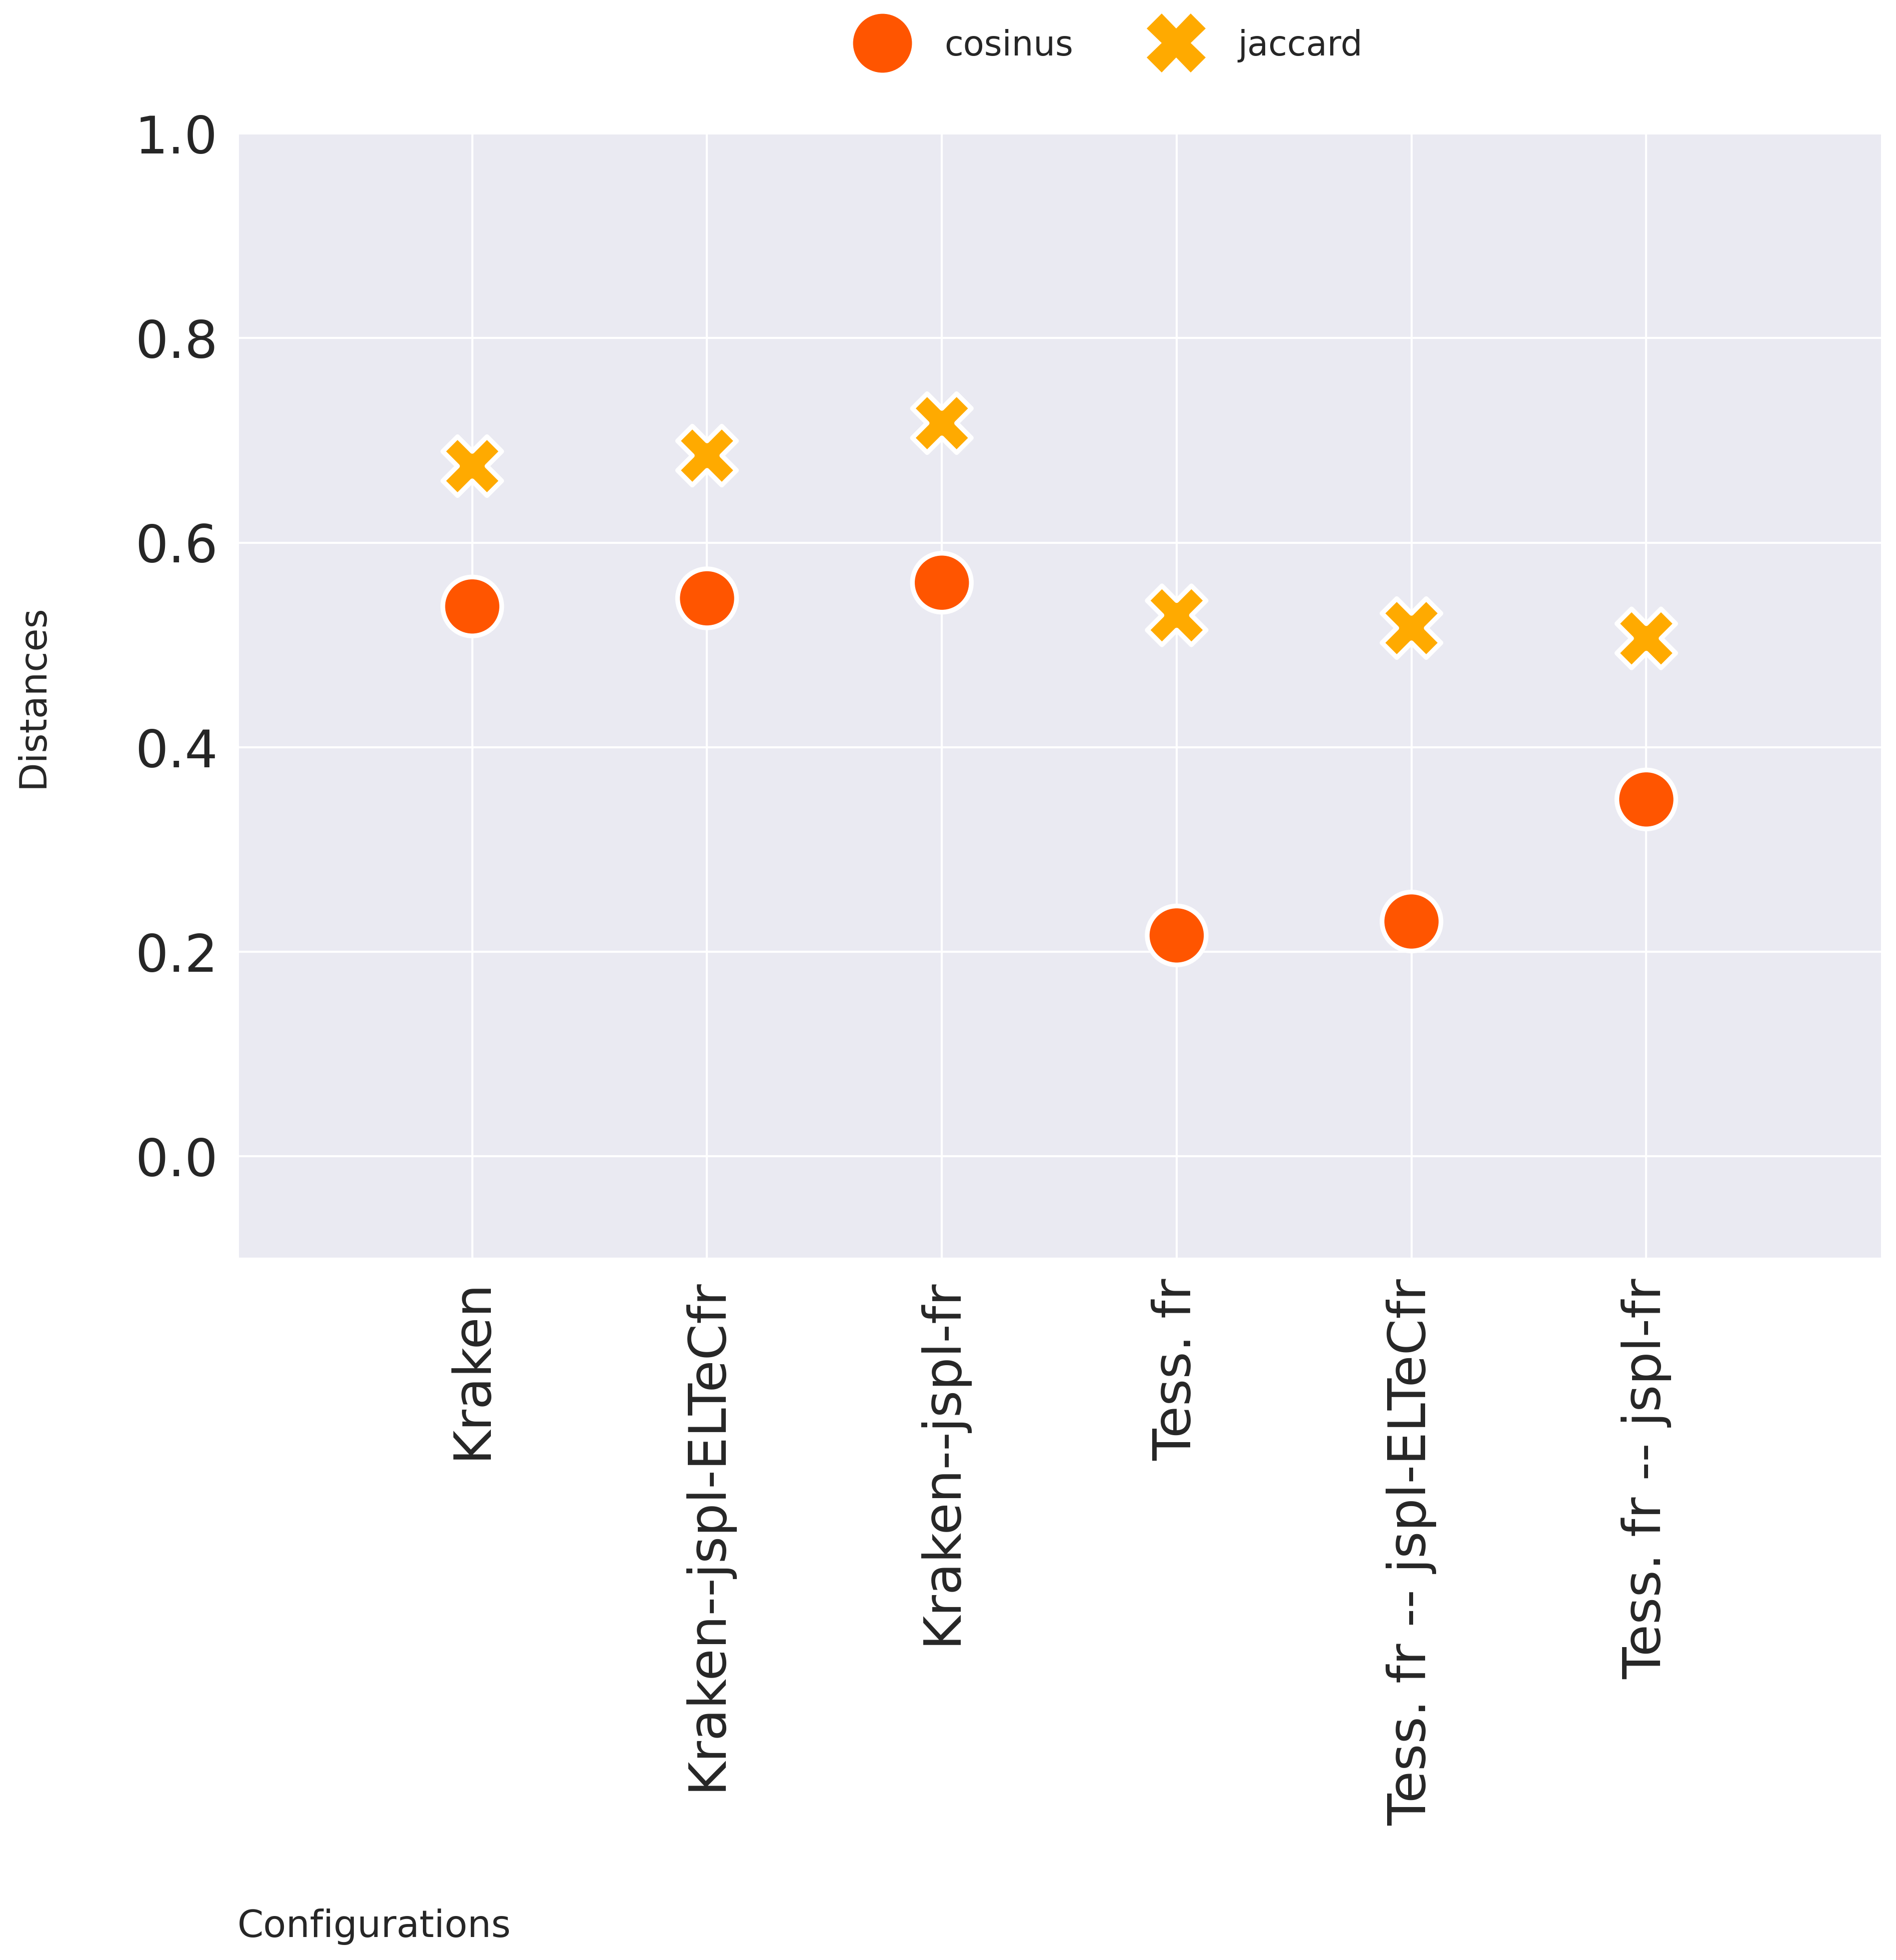 cosinus jaccard
1.0
0.8
0.6
0.4
0.2
0.0
Distances
Kraken
Kraken--jspl-ELTeCfr
Kraken--jspl-fr
Tess. fr
Tess. fr -- jspl-ELTeCfr
Tess. fr -- jspl-fr
Configurations